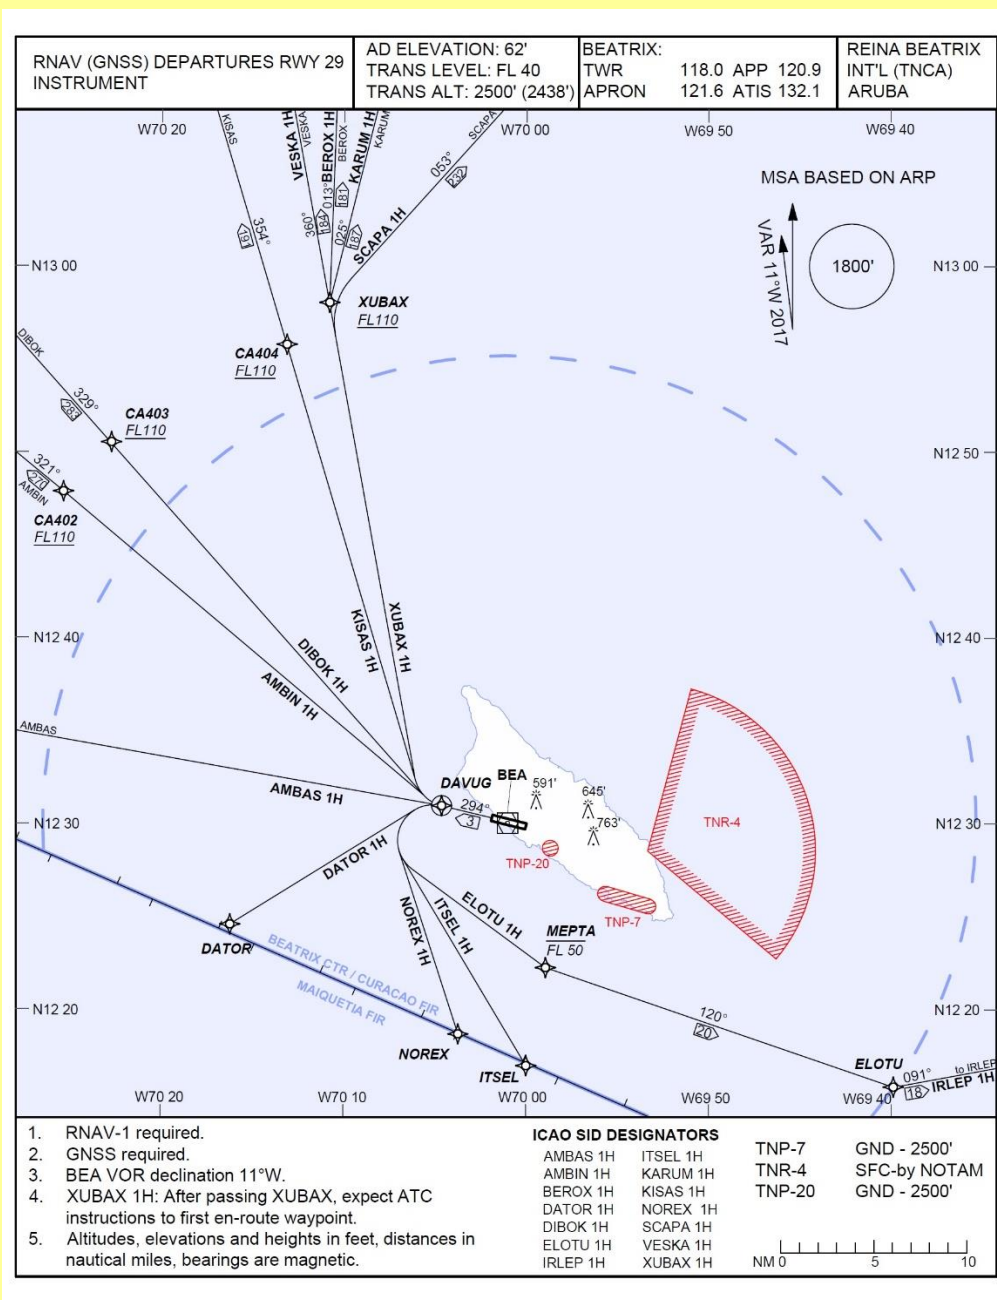 RNAV (GNSS) DEPARTURES RWY 29
INSTRUMENT
AD ELEVATION: 62'
TRANS LEVEL: FL 40
TRANS ALT: 2500' (2438')
BEATRIX:
TWR 118.0 APP 120.9
APRON 121.6 ATIS 132.1
REINA BEATRIX
INT'L (TNCA)
ARUBA
W70 20
W70 00
W69 50
W69 40
KISAS
VESKA 1H
VESKA
BEROX 1H
BEROX
KARUM 1H
KARUM
SCAPA
360°
184
013°
181
025°
187
053°
232
SCAPA 1H
354°
191
MSA BASED ON ARP
VAR 11°W 2017
1800'
N13 00
N13 00
XUBAX
FL110
CA404
FL110
DIBOK
329°
283
CA403
FL110
321°
270
AMBIN
CA402
FL110
N12 50
N12 40
N12 40
KISAS 1H
XUBAX 1H
DIBOK 1H
AMBIN 1H
AMBAS
AMBAS 1H
DAVUG
294°
3
BEA
591'
645'
763'
N12 30
N12 30
TNR-4
TNP-20
TNP-7
DATOR 1H
NOREX 1H
ITSEL 1H
ELOTU 1H
MEPTA
FL 50
DATOR
BEATRIX CTR / CURACAO FIR
MAIQUETIA FIR
N12 20
N12 20
120°
20
NOREX
ITSEL
ELOTU
091°
18
to IRLEP
IRLEP 1H
W70 20
W70 10
W70 00
W69 50
W69 40
1. RNAV-1 required.
2. GNSS required.
3. BEA VOR declination 11°W.
4. XUBAX 1H: After passing XUBAX, expect ATC
instructions to first en-route waypoint.
5. Altitudes, elevations and heights in feet, distances in
nautical miles, bearings are magnetic.
ICAO SID DESIGNATORS
AMBAS 1H ITSEL 1H
AMBIN 1H KARUM 1H
BEROX 1H KISAS 1H
DATOR 1H NOREX 1H
DIBOK 1H SCAPA 1H
ELOTU 1H VESKA 1H
IRLEP 1H XUBAX 1H
TNP-7 GND - 2500'
TNR-4 SFC-by NOTAM
TNP-20 GND - 2500'
NM 0 5 10